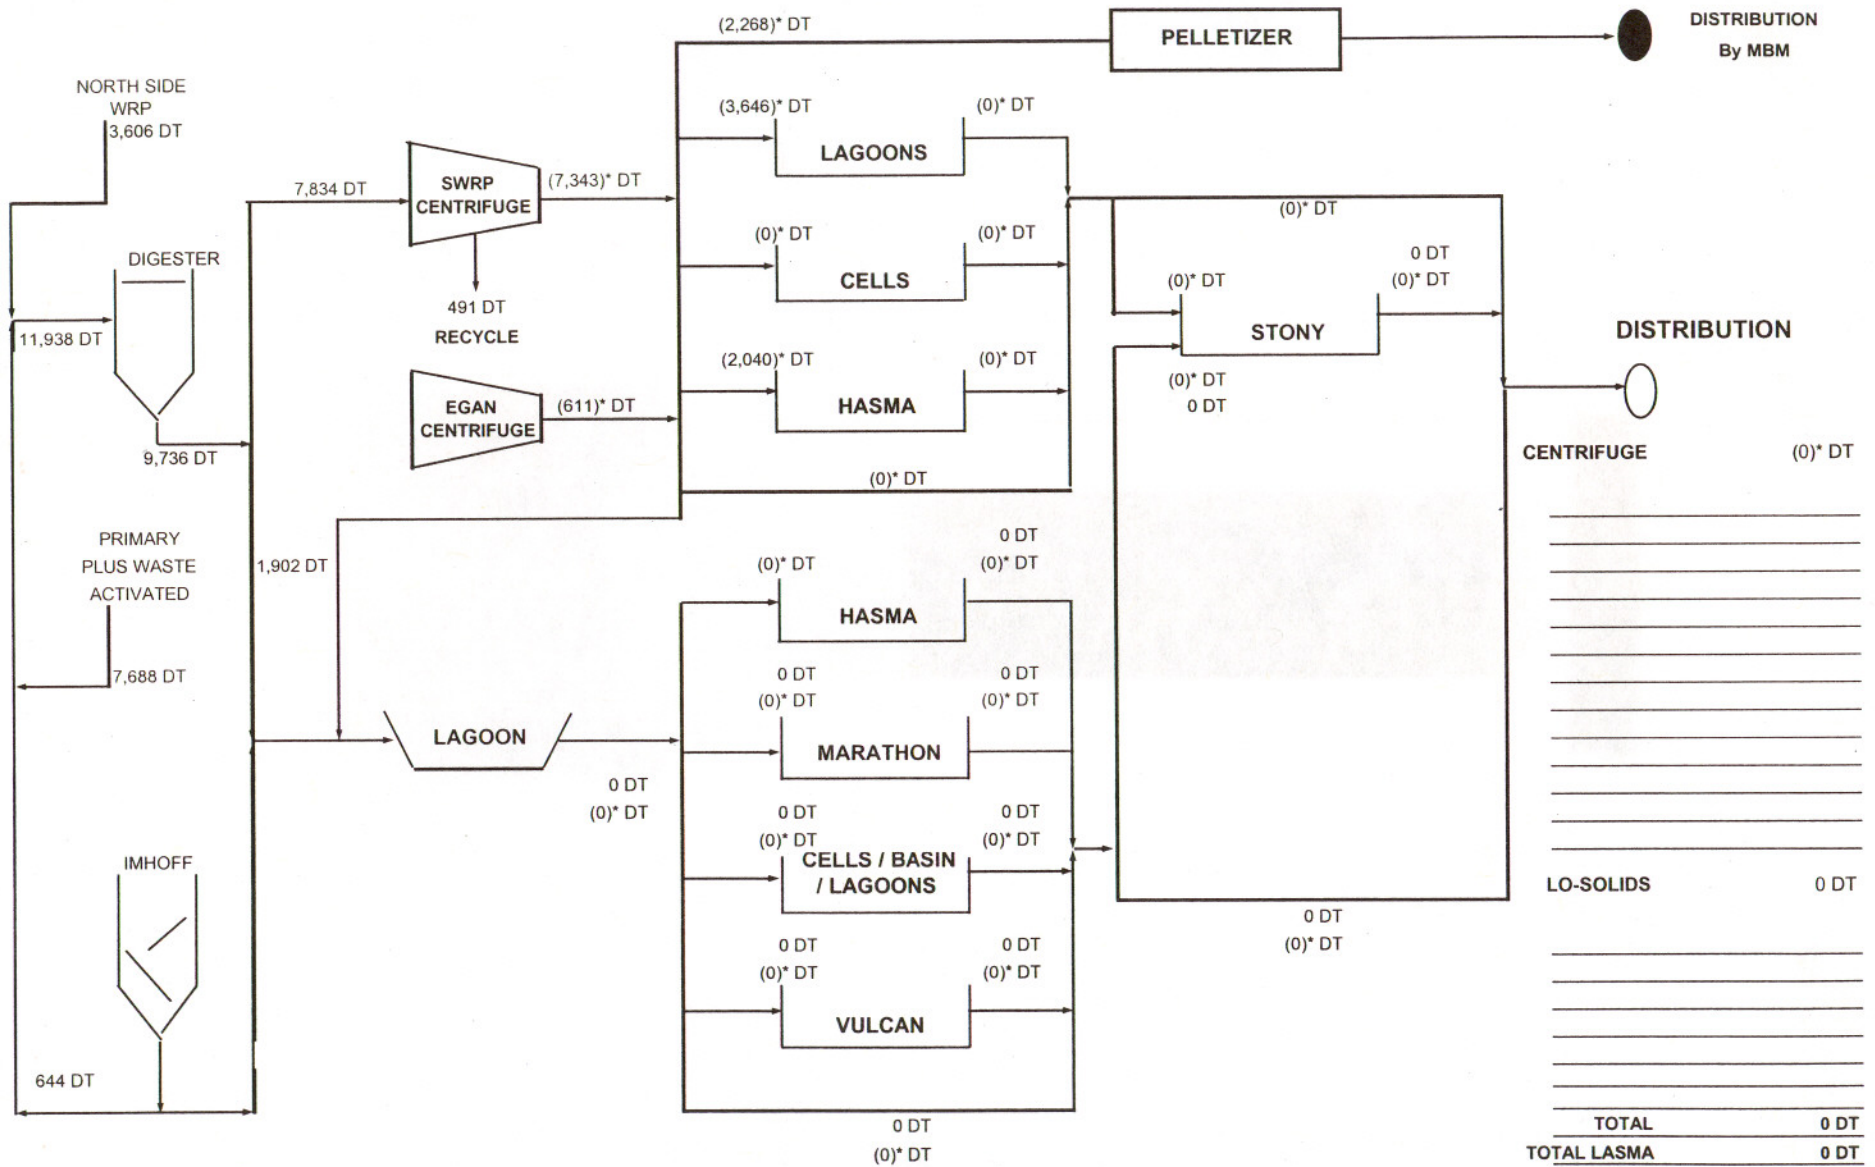 (2,268)* DT
PELLETIZER
DISTRIBUTION
By MBM
NORTH SIDE
WRP
3,606 DT
(3,646)* DT
(0)* DT
LAGOONS
7,834 DT
SWRP
CENTRIFUGE
(7,343)* DT
(0)* DT
(0)* DT
(0)* DT
CELLS
DIGESTER
491 DT
RECYCLE
11,938 DT
0 DT
(0)* DT
(0)* DT
STONY
(0)* DT
0 DT
DISTRIBUTION
(2,040)* DT
(0)* DT
HASMA
EGAN
CENTRIFUGE
(611)* DT
9,736 DT
CENTRIFUGE (0)* DT
(0)* DT
PRIMARY
PLUS WASTE
ACTIVATED
7,688 DT
1,902 DT
0 DT
(0)* DT
(0)* DT
HASMA
0 DT
0 DT
(0)* DT
(0)* DT
MARATHON
LAGOON
0 DT
(0)* DT
0 DT
0 DT
(0)* DT
(0)* DT
CELLS / BASIN
/ LAGOONS
IMHOFF
LO-SOLIDS 0 DT
0 DT
(0)* DT
0 DT
0 DT
(0)* DT
(0)* DT
VULCAN
644 DT
0 DT
(0)* DT
TOTAL 0 DT
TOTAL LASMA 0 DT